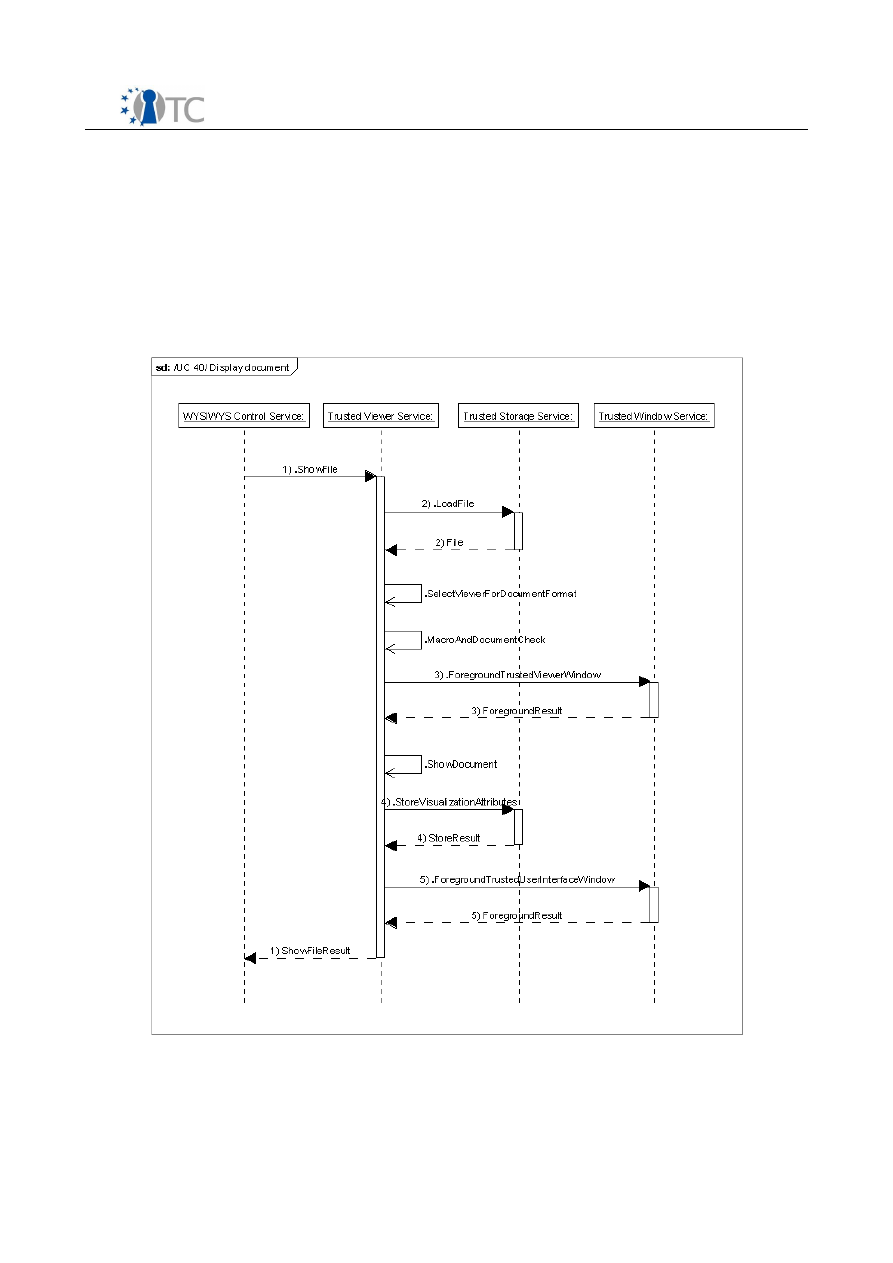 TC
sd: /UC 40/ Display document
WYSIWYS Control Service:
Trusted Viewer Service:
Trusted Storage Service:
Trusted Window Service:
1) .ShowFile
2) .LoadFile
2) File
.SelectViewerForDocumentFormat
.MacroAndDocumentCheck
3) .ForegroundTrustedViewerWindow
3) ForegroundResult
.ShowDocument
4) .StoreVisualizationAttributes
4) StoreResult
5) .ForegroundTrustedUserInterfaceWindow
5) ForegroundResult
1) ShowFileResult